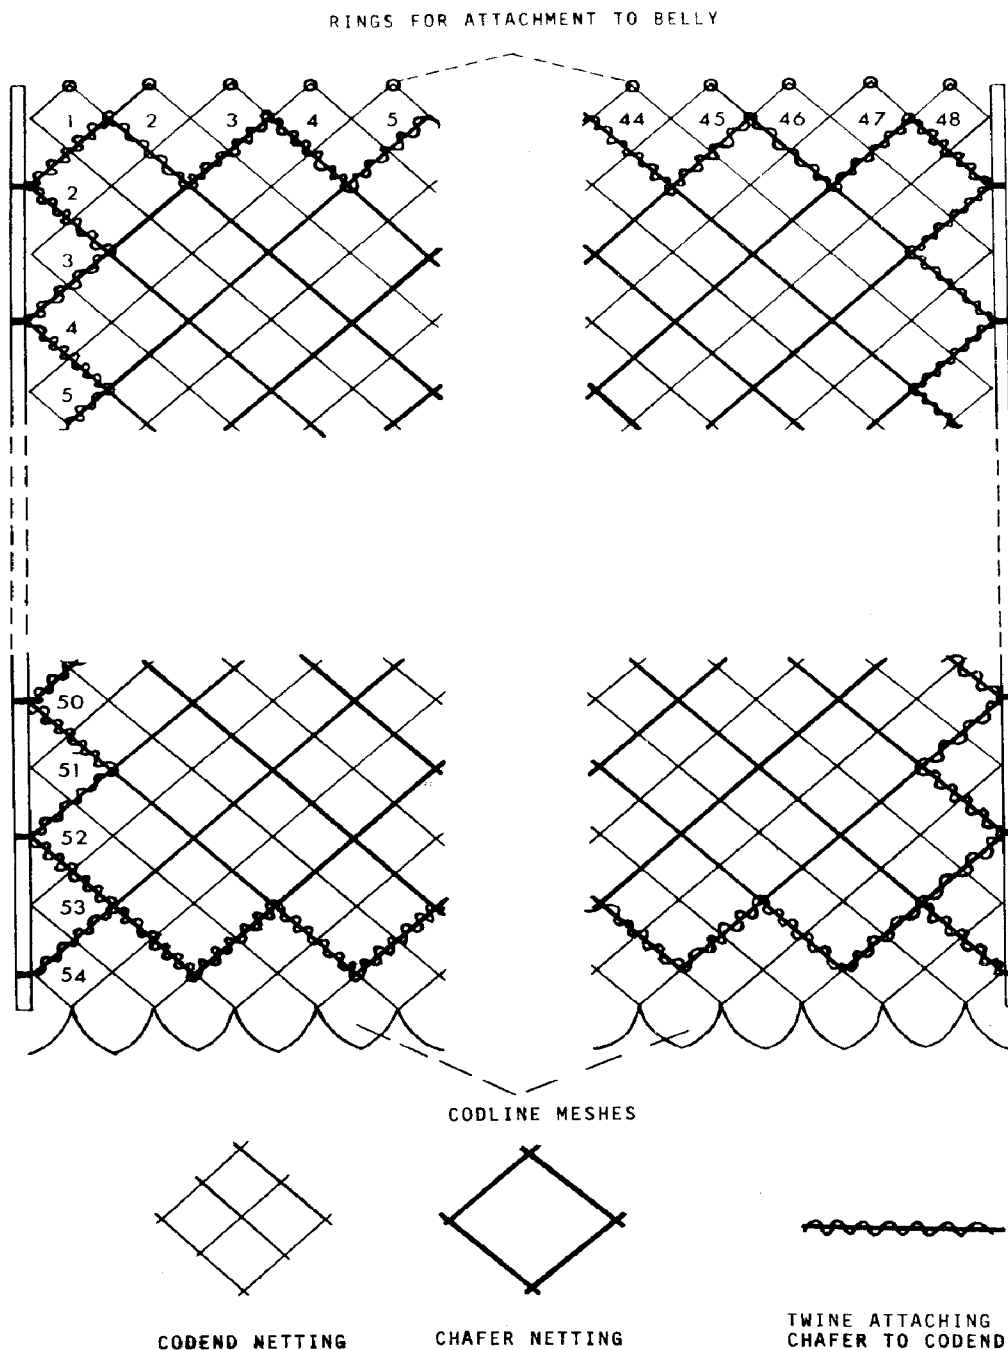 RINGS FOR ATTACHMENT TO BELLY
1 2 3 4 5 44 45 46 47 48
2
3
4
5
50
51
52
53
54
CODLINE MESHES
CODEND NETTING
CHAFER NETTING
TWINE ATTACHING
CHAFER TO CODEND